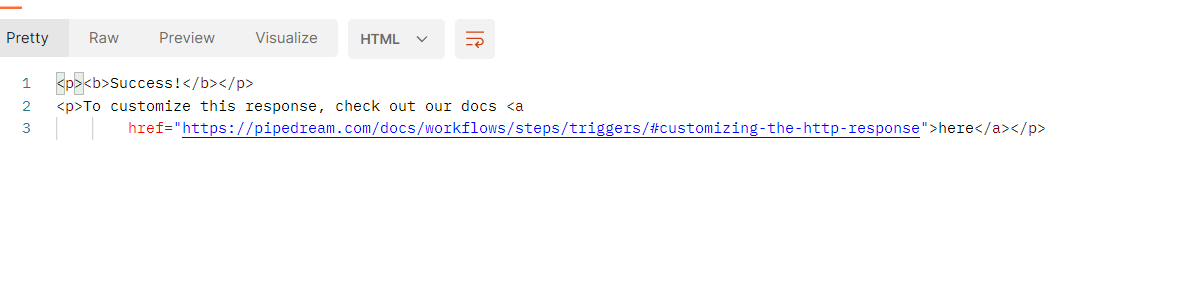 Pretty Raw Preview Visualize HTML
1 <p><b>Success!</b></p>
2 <p>To customize this response, check out our docs <a
3 href="https://pipedream.com/docs/workflows/steps/triggers/#customizing-the-http-response">here</a></p>